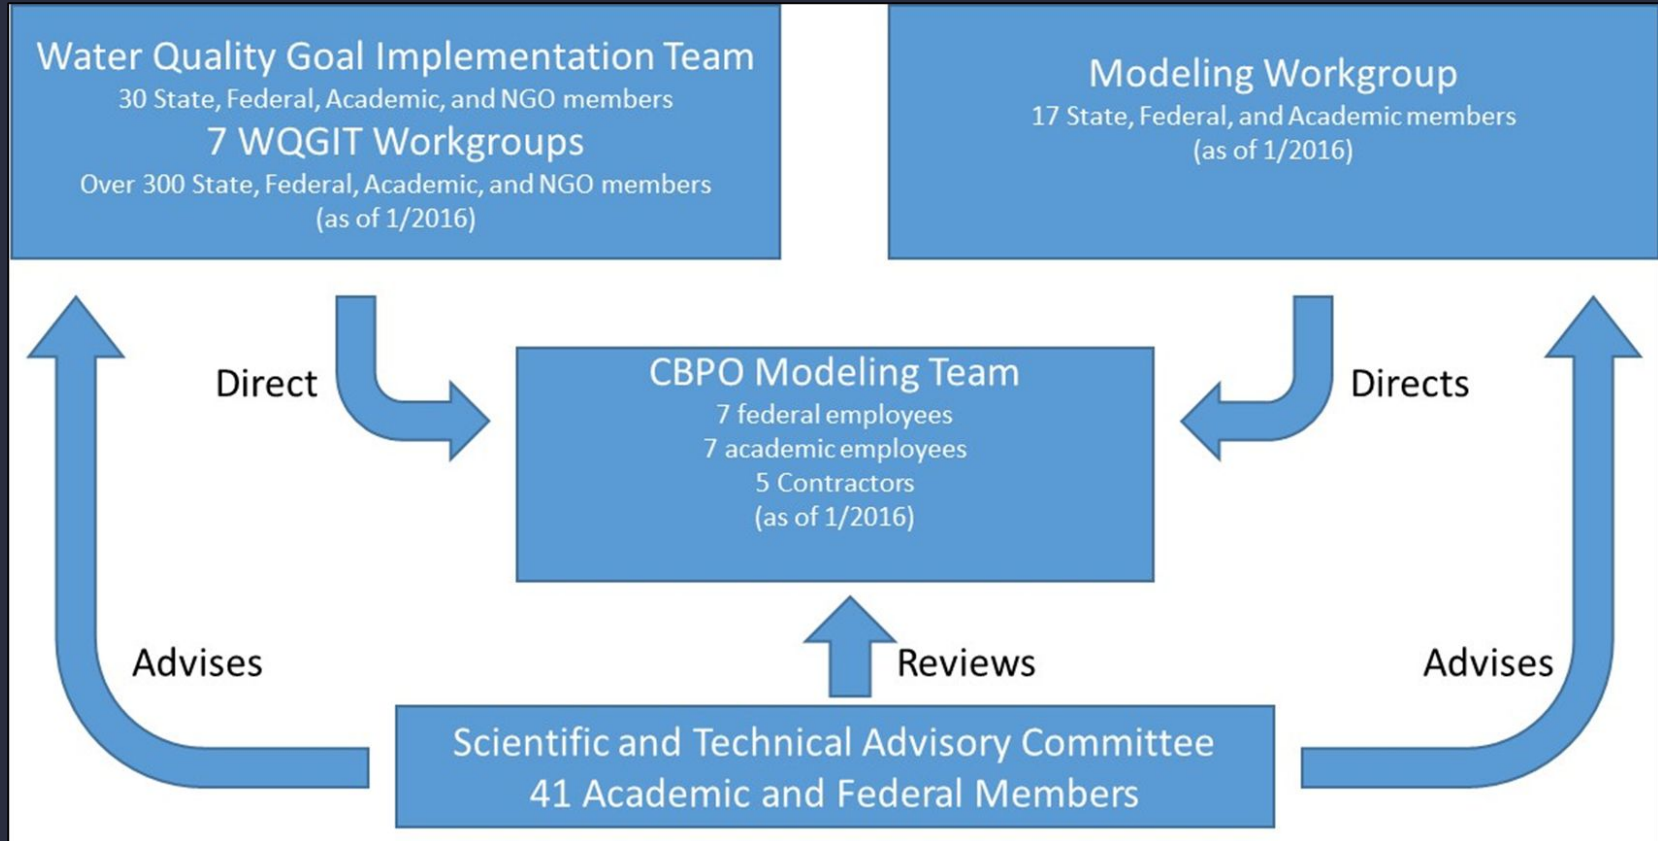 Water Quality Goal Implementation Team
30 State, Federal, Academic, and NGO members
7 WQGIT Workgroups
Over 300 State, Federal, Academic, and NGO members
(as of 1/2016)
Modeling Workgroup
17 State, Federal, and Academic members
(as of 1/2016)
Direct
Directs
CBPO Modeling Team
7 federal employees
7 academic employees
5 Contractors
(as of 1/2016)
Advises
Reviews
Advises
Scientific and Technical Advisory Committee
41 Academic and Federal Members